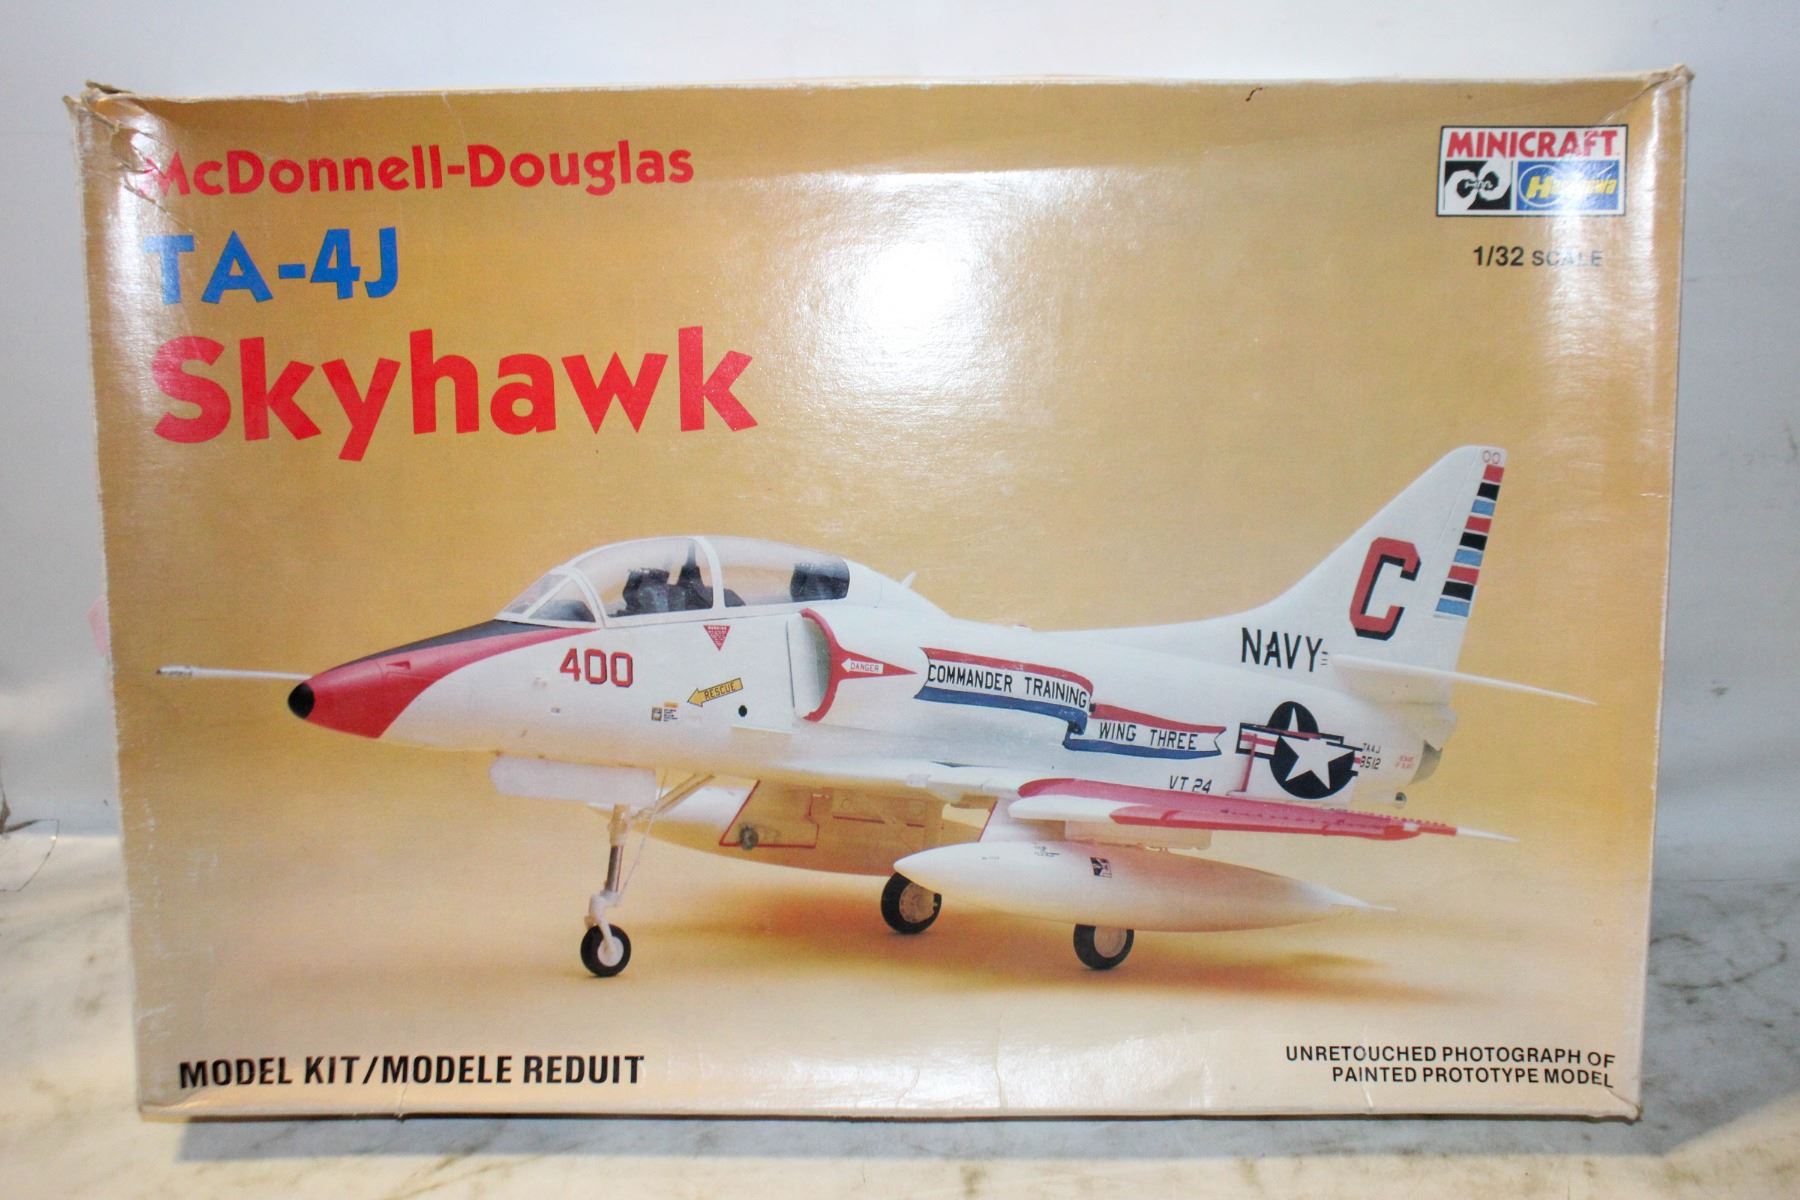 McDonnell-Douglas
TA-4J
Skyhawk
MINICRAFT
Hasegawa
1/32 SCALE
C
NAVY
400
RESCUE
DANGER
COMMANDER TRAINING
WING THREE
VT 24
TA4J
MODEL KIT/MODELE REDUIT
UNRETOUCHED PHOTOGRAPH OF
PAINTED PROTOTYPE MODEL